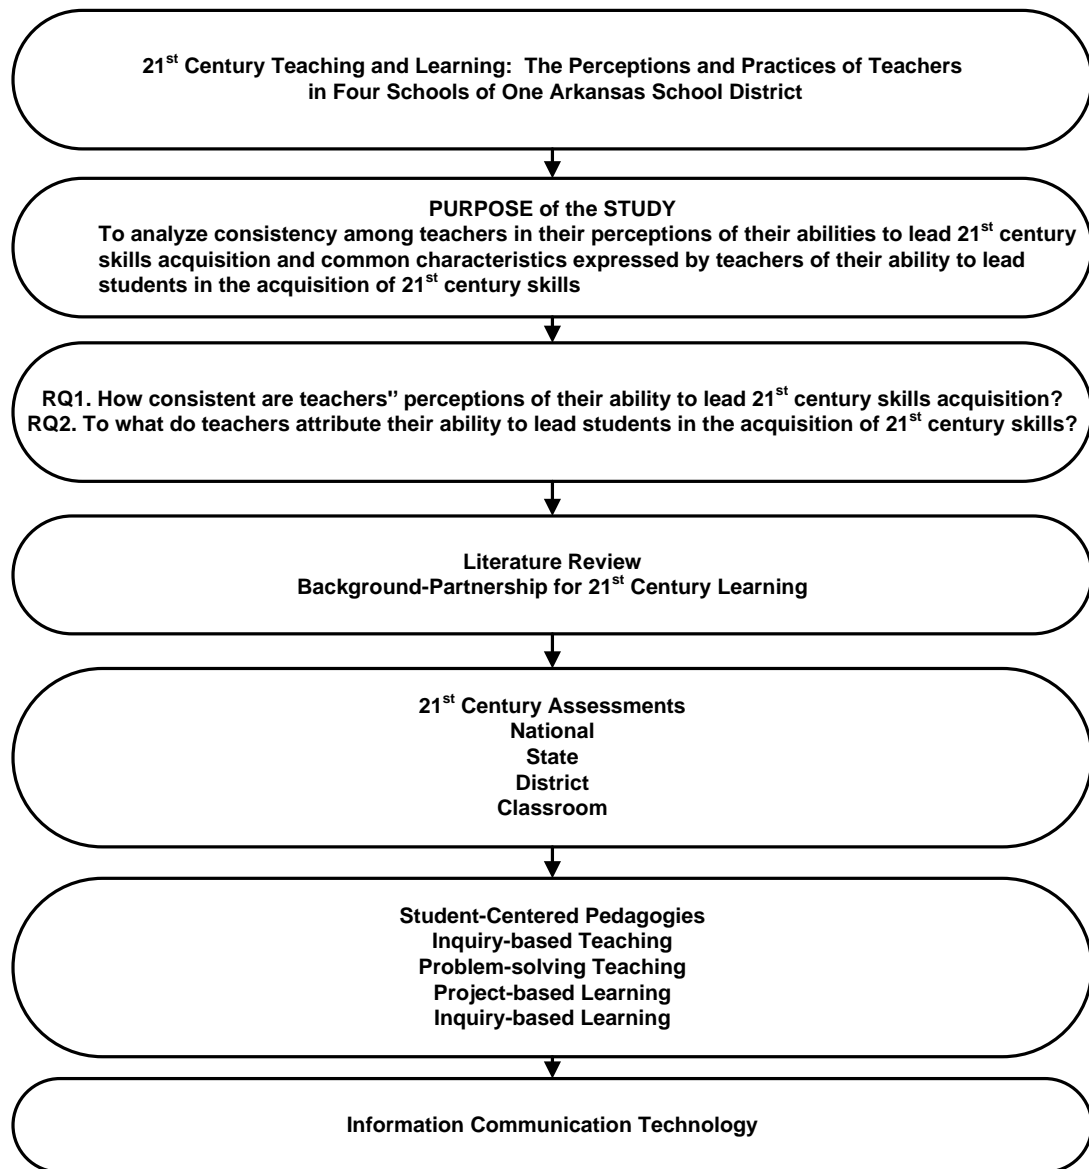 21st Century Teaching and Learning:  The Perceptions and Practices of Teachers
in Four Schools of One Arkansas School District
PURPOSE of the STUDY
To analyze consistency among teachers in their perceptions of their abilities to lead 21st century
skills acquisition and common characteristics expressed by teachers of their ability to lead
students in the acquisition of 21st century skills
RQ1. How consistent are teachers'' perceptions of their ability to lead 21st century skills acquisition?
RQ2. To what do teachers attribute their ability to lead students in the acquisition of 21st century skills?
Literature Review
Background-Partnership for 21st Century Learning
21st Century Assessments
National
State
District
Classroom
Student-Centered Pedagogies
Inquiry-based Teaching
Problem-solving Teaching
Project-based Learning
Inquiry-based Learning
Information Communication Technology